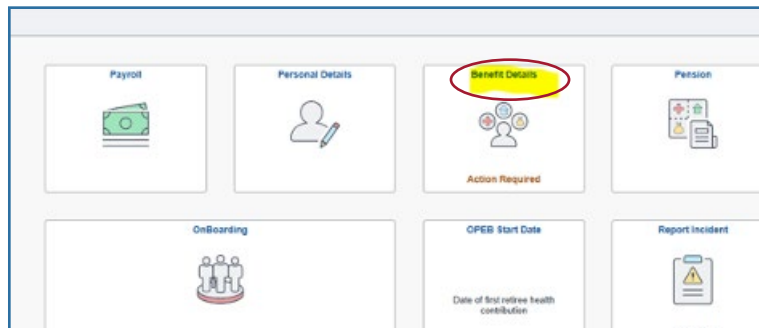 Payroll
Personal Details
Benefit Details
Pension
Action Required
OnBoarding
OPEB Start Date
Report Incident
Date of first retiree health
contribution